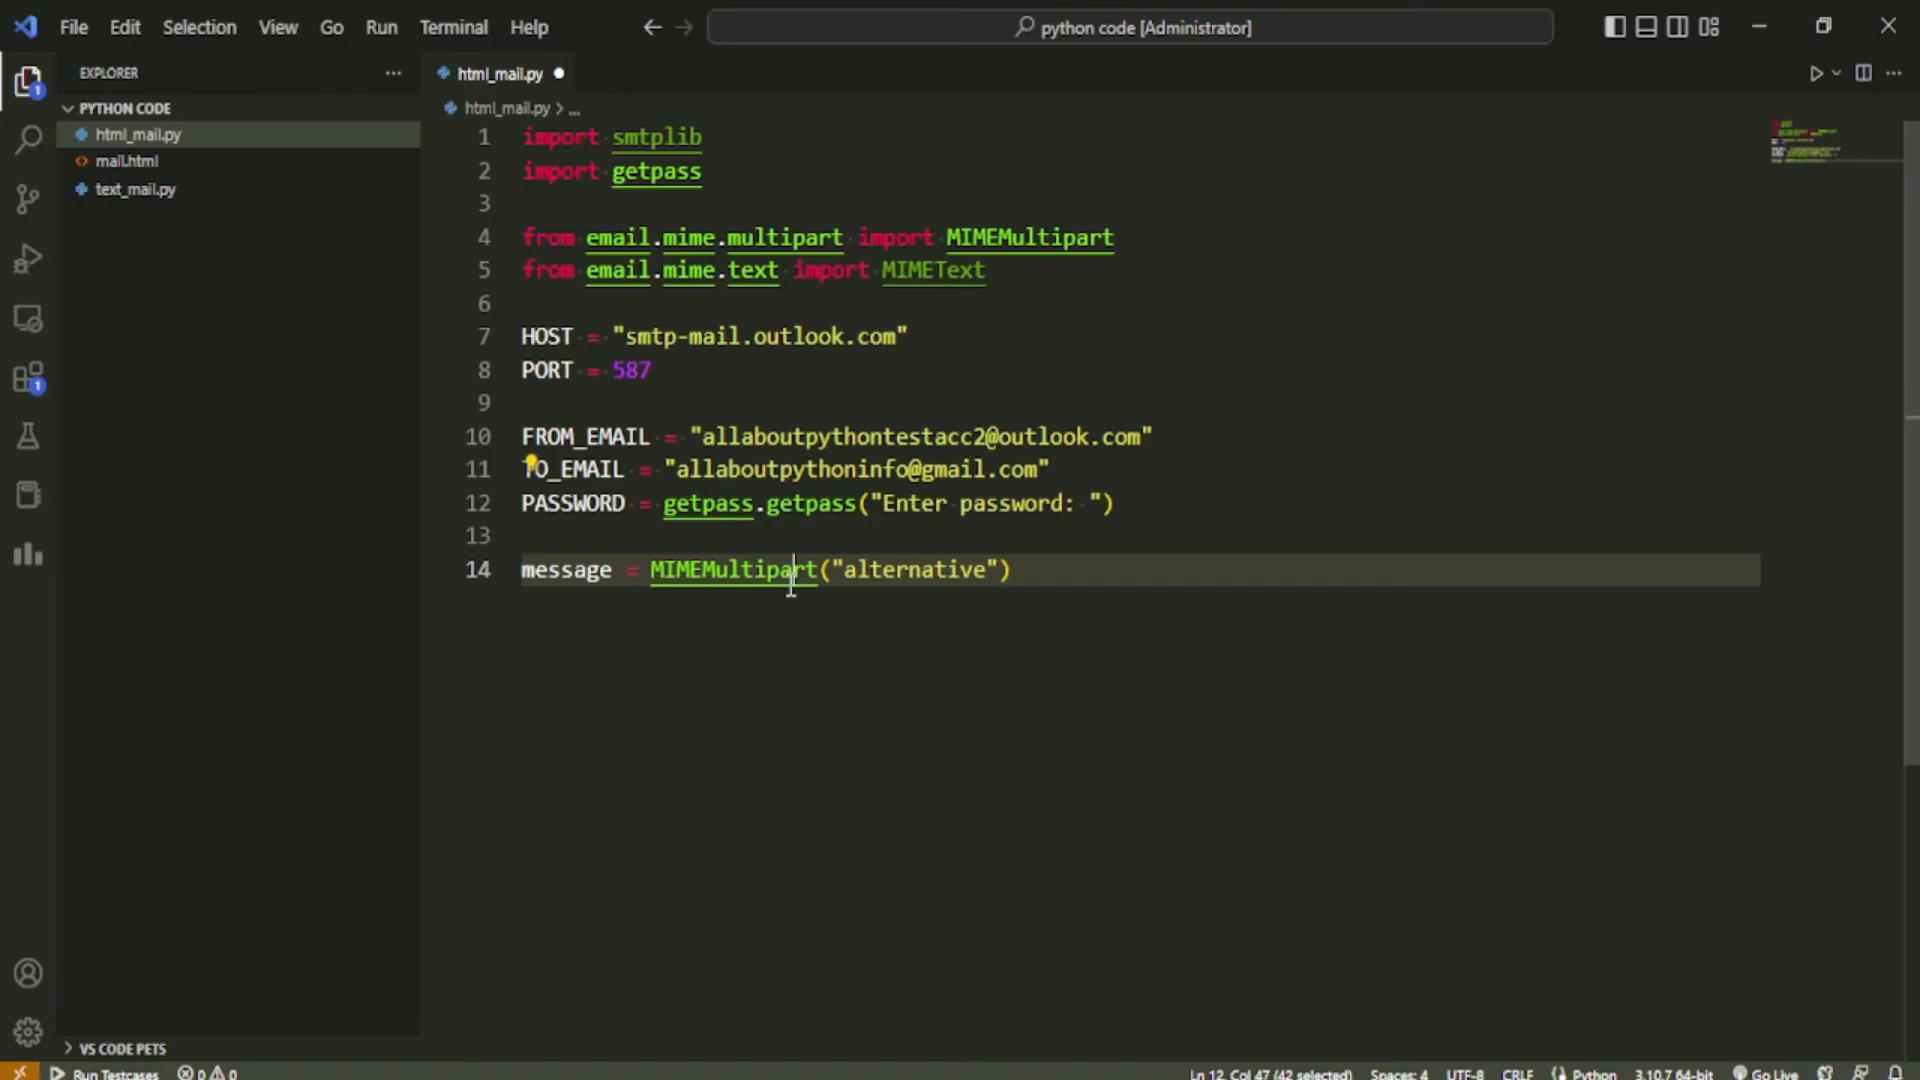 File Edit Selection View Go Run Terminal Help
python code [Administrator]
EXPLORER
html_mail.py
PYTHON CODE
html_mail.py > ...
html_mail.py
mail.html
text_mail.py
1 import smtplib
2 import getpass
3
4 from email.mime.multipart import MIMEMultipart
5 from email.mime.text import MIMEText
6
7 HOST = "smtp-mail.outlook.com"
8 PORT = 587
9
10 FROM_EMAIL = "allaboutpythontestacc2@outlook.com"
11 TO_EMAIL = "allaboutpythoninfo@gmail.com"
12 PASSWORD = getpass.getpass("Enter password: ")
13
14 message = MIMEMultipart("alternative")
1
1
VS CODE PETS
Run Testcases 0 0 Ln 12, Col 47 (42 selected) Spaces: 4 UTF-8 CRLF Python 3.10.7 64-bit Go Live